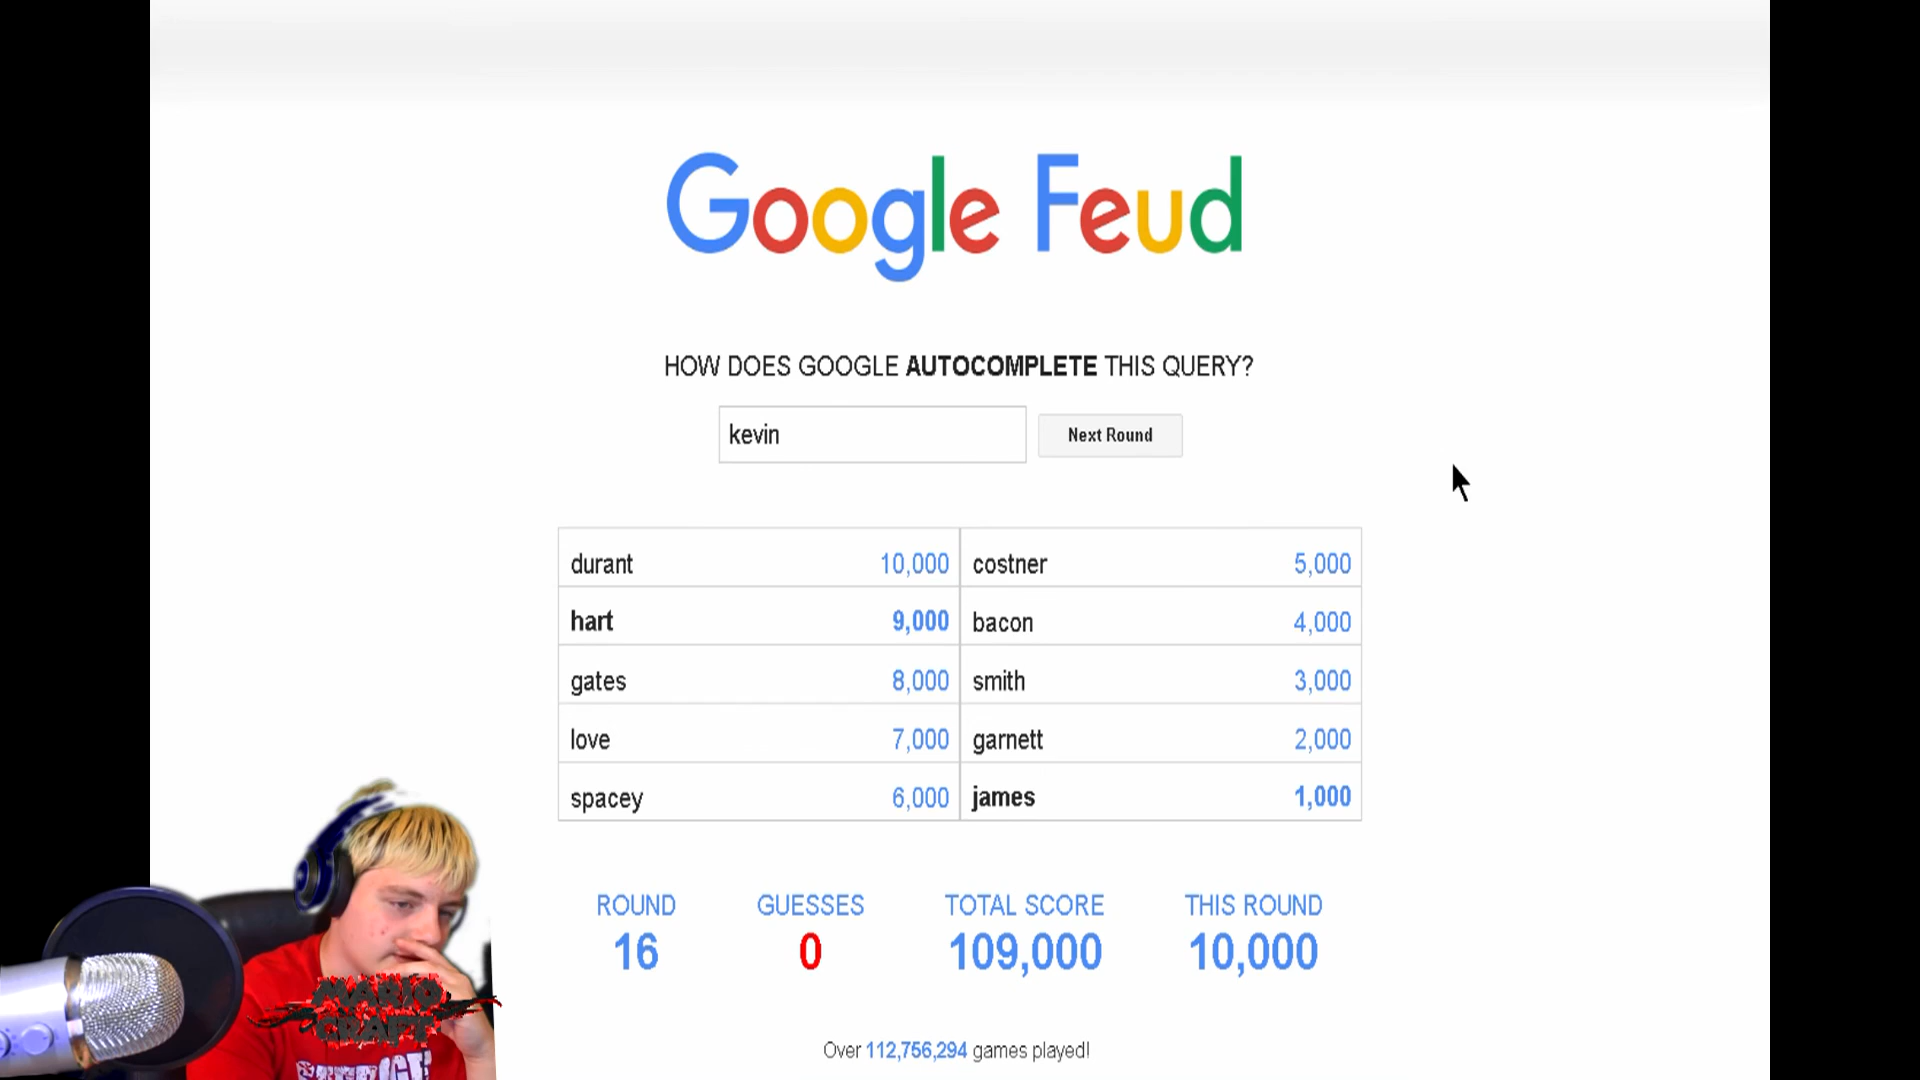 Google Feud
HOW DOES GOOGLE AUTOCOMPLETE THIS QUERY?
kevin
Next Round
durant 10,000
hart 9,000
gates 8,000
love 7,000
spacey 6,000
costner 5,000
bacon 4,000
smith 3,000
garnett 2,000
james 1,000
ROUND
16
GUESSES
0
TOTAL SCORE
109,000
THIS ROUND
10,000
Over 112,756,294 games played!
MARIO
CRAFT